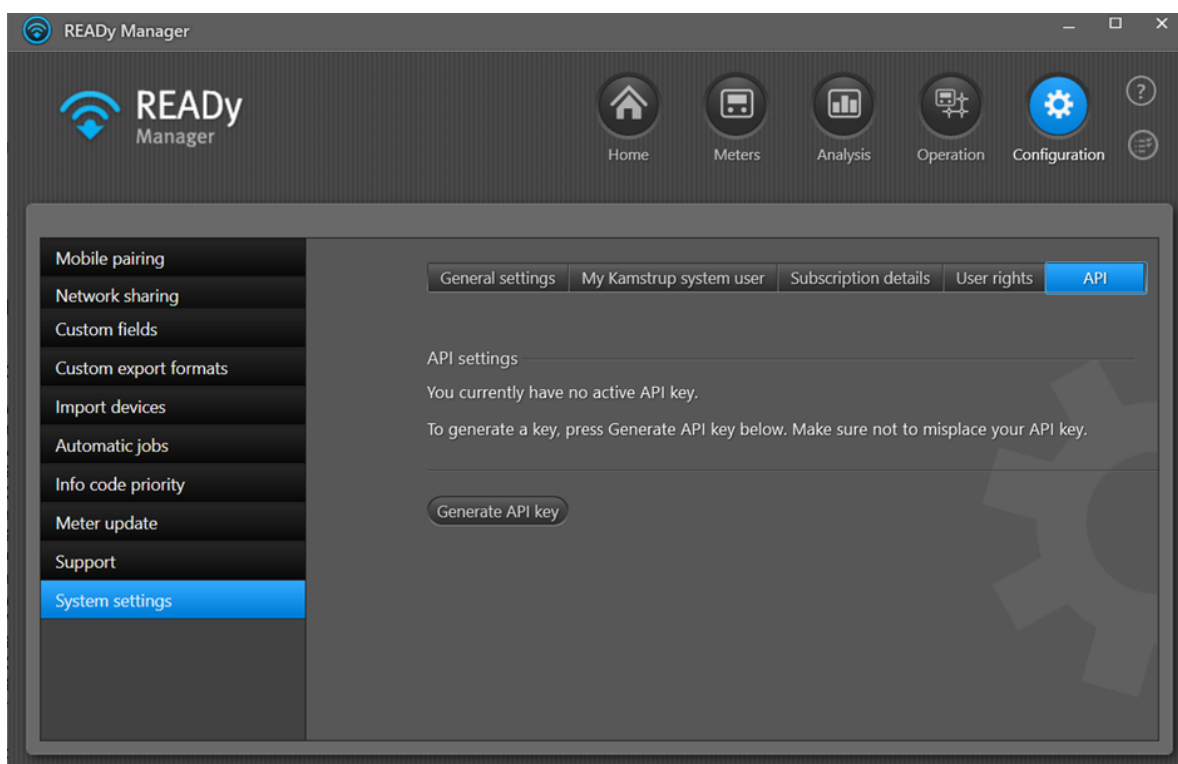 READy Manager
READy
Manager
Home
Meters
Analysis
Operation
Configuration
?
Mobile pairing
Network sharing
Custom fields
Custom export formats
Import devices
Automatic jobs
Info code priority
Meter update
Support
System settings
General settings
My Kamstrup system user
Subscription details
User rights
API
API settings
You currently have no active API key.
To generate a key, press Generate API key below. Make sure not to misplace your API key.
Generate API key